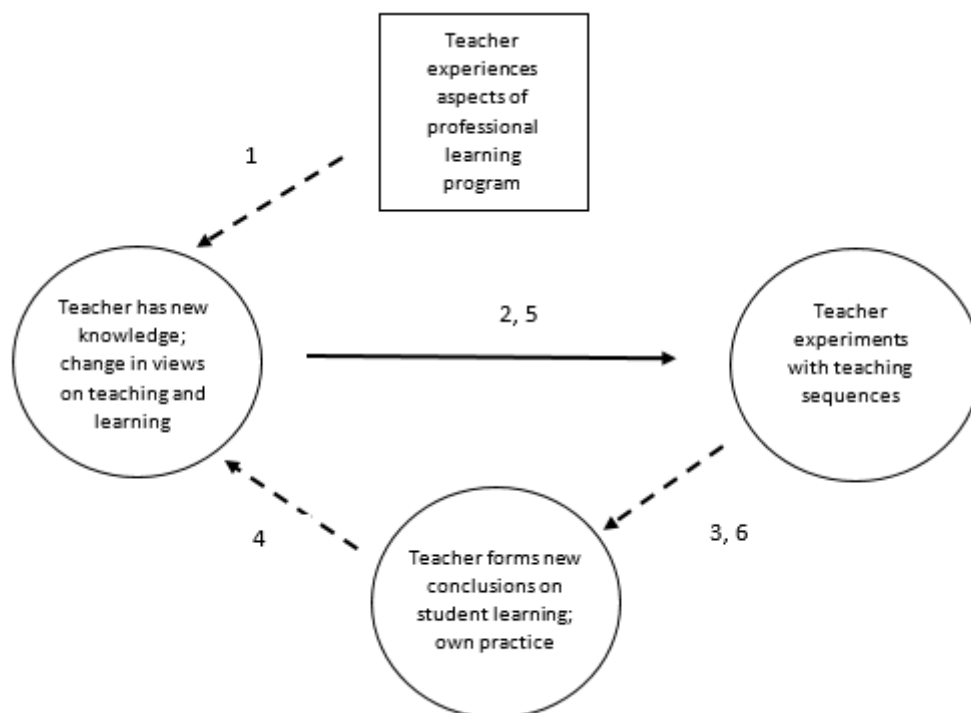 Teacher
experiences
aspects of
professional
learning
program
1
Teacher has new
knowledge;
change in views
on teaching and
learning
2, 5
Teacher
experiments
with teaching
sequences
4
3, 6
Teacher forms new
conclusions on
student learning;
own practice